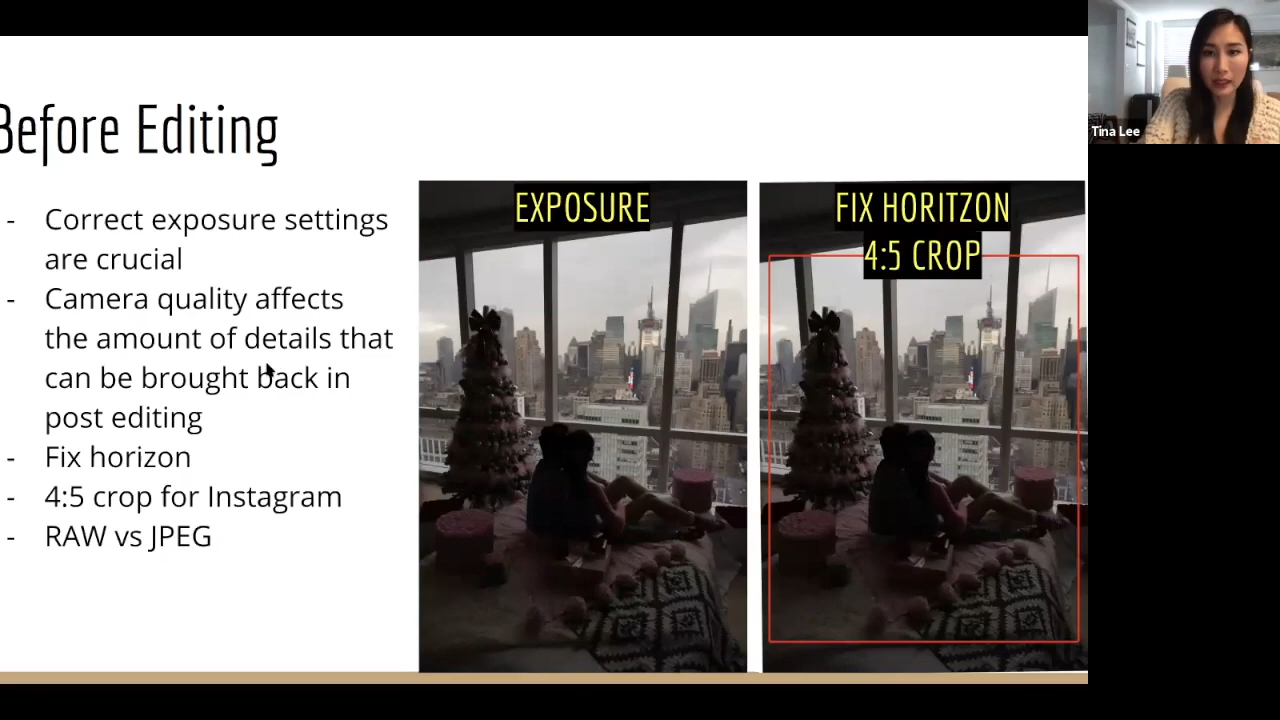 Before Editing
- Correct exposure settings
are crucial
- Camera quality affects
the amount of details that
can be brought back in
post editing
- Fix horizon
- 4:5 crop for Instagram
- RAW vs JPEG
EXPOSURE
FIX HORITZON
4:5 CROP
Tina Lee